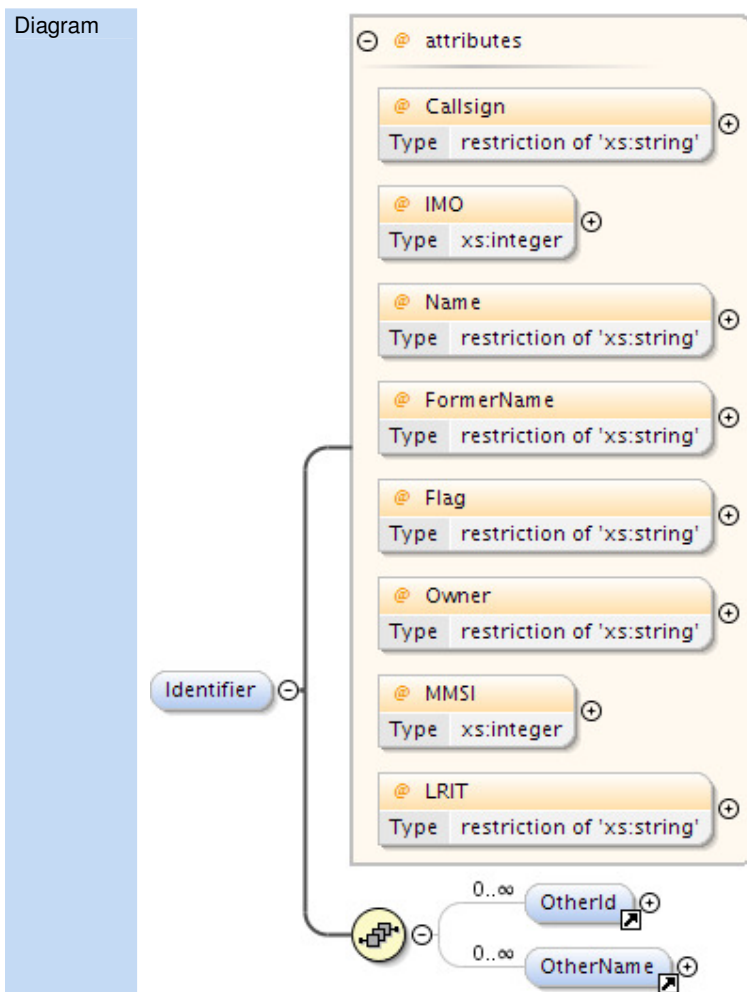 Diagram
@ attributes
@ Callsign
Type restriction of 'xs:string'
@ IMO
Type xs:integer
@ Name
Type restriction of 'xs:string'
@ FormerName
Type restriction of 'xs:string'
@ Flag
Type restriction of 'xs:string'
@ Owner
Type restriction of 'xs:string'
Identifier
@ MMSI
Type xs:integer
@ LRIT
Type restriction of 'xs:string'
0..∞
OtherId
0..∞
OtherName